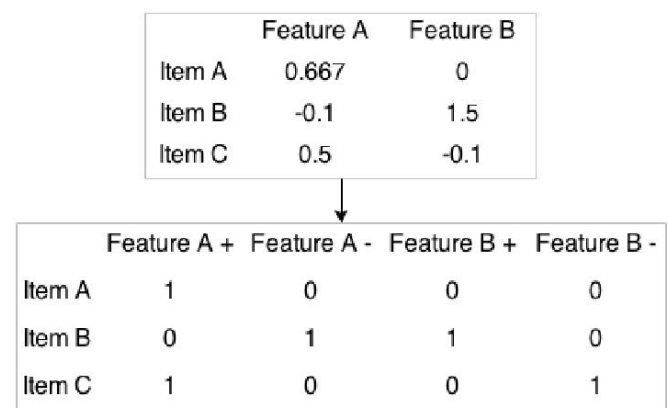 Feature A Feature B
Item A 0.667 0
Item B -0.1 1.5
Item C 0.5 -0.1
Feature A + Feature A - Feature B + Feature B -
Item A 1 0 0 0
Item B 0 1 1 0
Item C 1 0 0 1